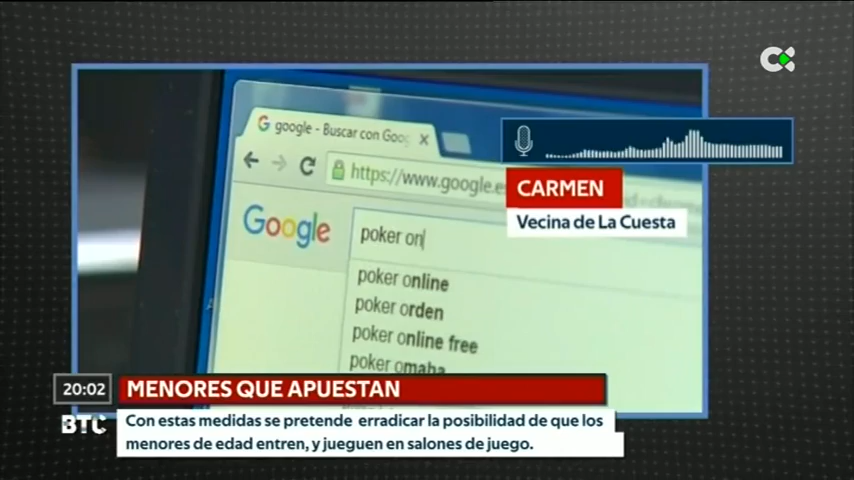 google - Buscar con Goog
https://www.google.es
Google
poker on
poker online
poker orden
poker online free
poker omaha
CARMEN
Vecina de La Cuesta
20:02
MENORES QUE APUESTAN
BTC
Con estas medidas se pretende erradicar la posibilidad de que los
menores de edad entren, y jueguen en salones de juego.